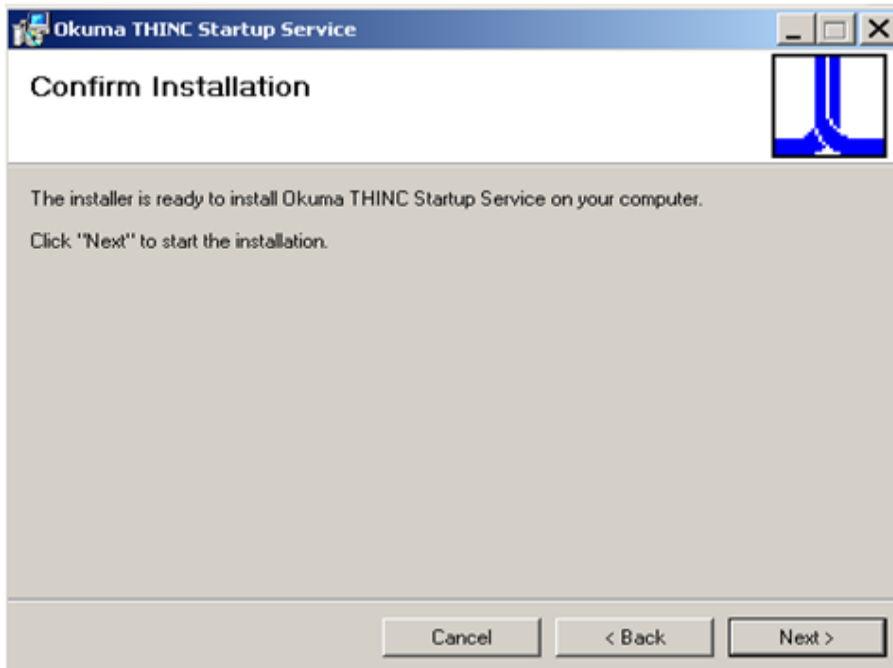 Okuma THINC Startup Service
Confirm Installation
The installer is ready to install Okuma THINC Startup Service on your computer.
Click "Next" to start the installation.
Cancel
< Back
Next >